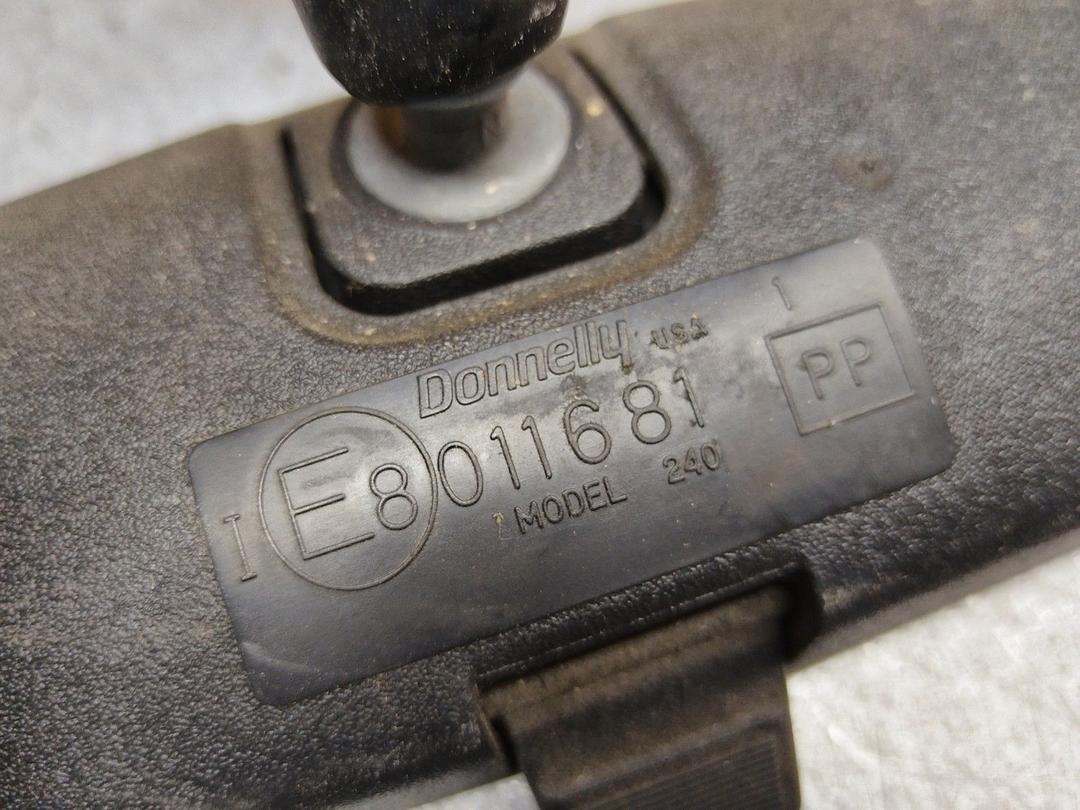 Donnelly USA
1
PP
I E8 011681
MODEL 240